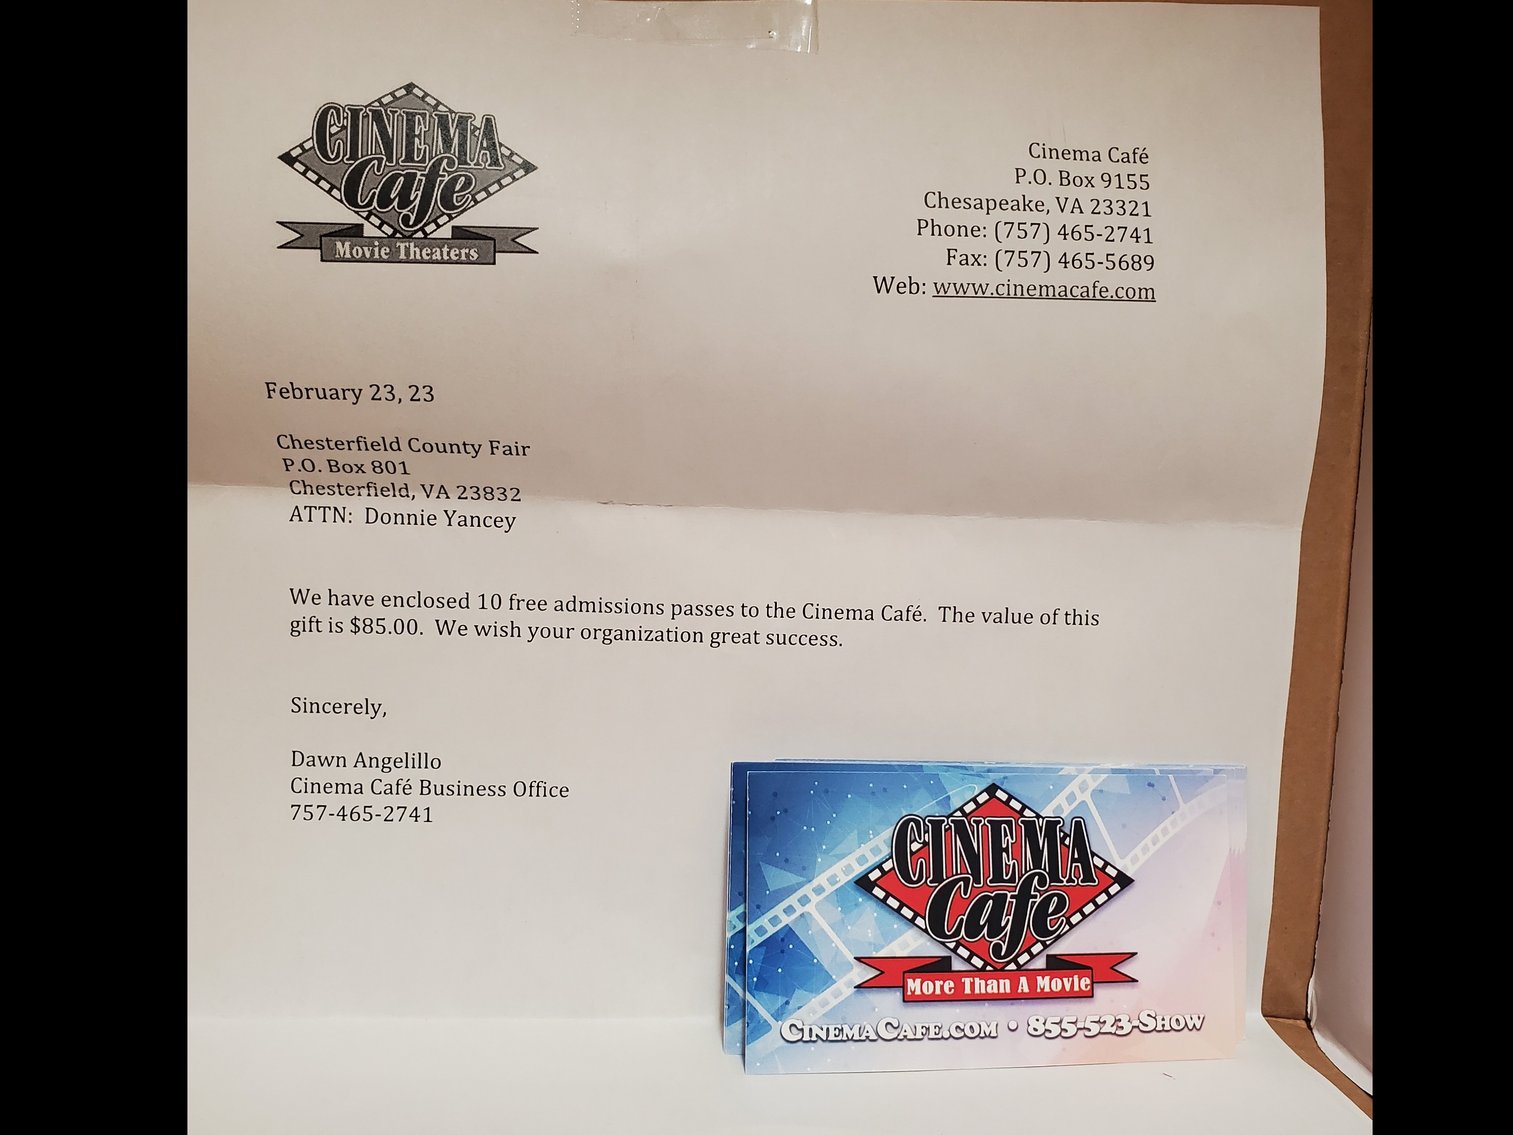 CINEMA
Cafe
Movie Theaters
Cinema Café
P.O. Box 9155
Chesapeake, VA 23321
Phone: (757) 465-2741
Fax: (757) 465-5689
Web: www.cinemacafe.com
February 23, 23
Chesterfield County Fair
P.O. Box 801
Chesterfield, VA 23832
ATTN:  Donnie Yancey
We have enclosed 10 free admissions passes to the Cinema Café.  The value of this
gift is $85.00.  We wish your organization great success.
Sincerely,
Dawn Angelillo
Cinema Café Business Office
757-465-2741
CINEMA
Cafe
More Than A Movie
CinemaCafe.com • 855-523-Show